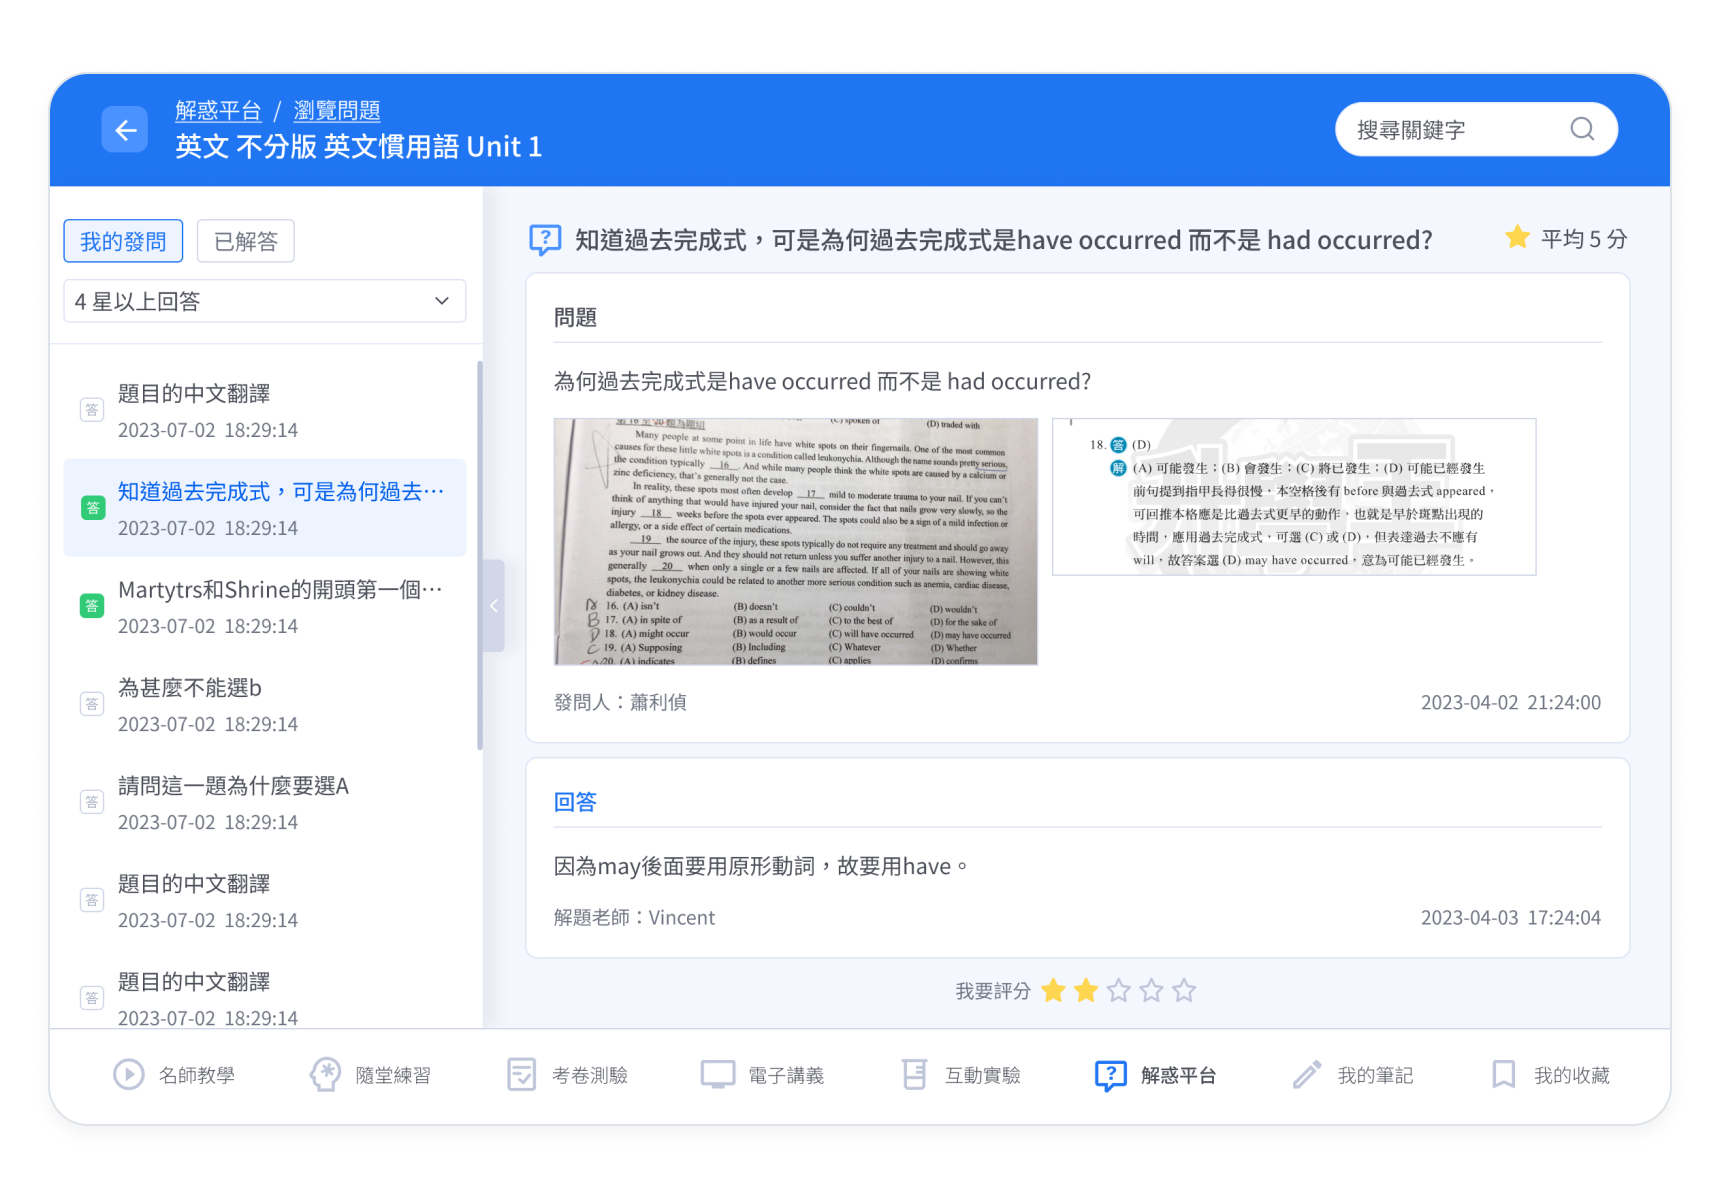 解惑平台 / 瀏覽問題
英文 不分版 英文慣用語 Unit 1
搜尋關鍵字
我的發問
已解答
4 星以上回答
答
題目的中文翻譯
2023-07-02 18:29:14
答
知道過去完成式，可是為何過去…
2023-07-02 18:29:14
答
Martytrs和Shrine的開頭第一個…
2023-07-02 18:29:14
答
為甚麼不能選b
2023-07-02 18:29:14
答
請問這一題為什麼要選A
2023-07-02 18:29:14
答
題目的中文翻譯
2023-07-02 18:29:14
答
題目的中文翻譯
2023-07-02 18:29:14
知道過去完成式，可是為何過去完成式是have occurred 而不是 had occurred?
平均 5 分
問題
為何過去完成式是have occurred 而不是 had occurred?
第 16 至 20 題為題組
(C) spoken of (D) traded with
Many people at some point in life have white spots on their fingernails. One of the most common
causes for these little white spots is a condition called leukonychia. Although the name sounds pretty serious,
the condition typically 16 . And while many people think the white spots are caused by a calcium or
zinc deficiency, that's generally not the case.
In reality, these spots most often develop 17 mild to moderate trauma to your nail. If you can't
think of anything that would have injured your nail, consider the fact that nails grow very slowly, so the
injury 18 weeks before the spots ever appeared. The spots could also be a sign of a mild infection or
allergy, or a side effect of certain medications.
19 the source of the injury, these spots typically do not require any treatment and should go away
as your nail grows out. And they should not return unless you suffer another injury to a nail. However, this
generally 20 when only a single or a few nails are affected. If all of your nails are showing white
spots, the leukonychia could be related to another more serious condition such as anemia, cardiac disease,
diabetes, or kidney disease.
16. (A) isn't (B) doesn't (C) couldn't (D) wouldn't
B 17. (A) in spite of (B) as a result of (C) to the best of (D) for the sake of
D 18. (A) might occur (B) would occur (C) will have occurred (D) may have occurred
C 19. (A) Supposing (B) Including (C) Whatever (D) Whether
20. (A) indicates (B) defines (C) applies (D) confirms
18. 答 (D)
解 (A) 可能發生；(B) 會發生；(C) 將已發生；(D) 可能已經發生
前句提到指甲長得很慢，本空格後有 before 與過去式 appeared，
可回推本格應是比過去式更早的動作，也就是早於斑點出現的
時間，應用過去完成式，可選 (C) 或 (D)，但表達過去不應有
will，故答案選 (D) may have occurred，意為可能已經發生。
發問人：蕭利偵
2023-04-02 21:24:00
回答
因為may後面要用原形動詞，故要用have。
解題老師：Vincent
2023-04-03 17:24:04
我要評分
名師教學
隨堂練習
考卷測驗
電子講義
互動實驗
解惑平台
我的筆記
我的收藏